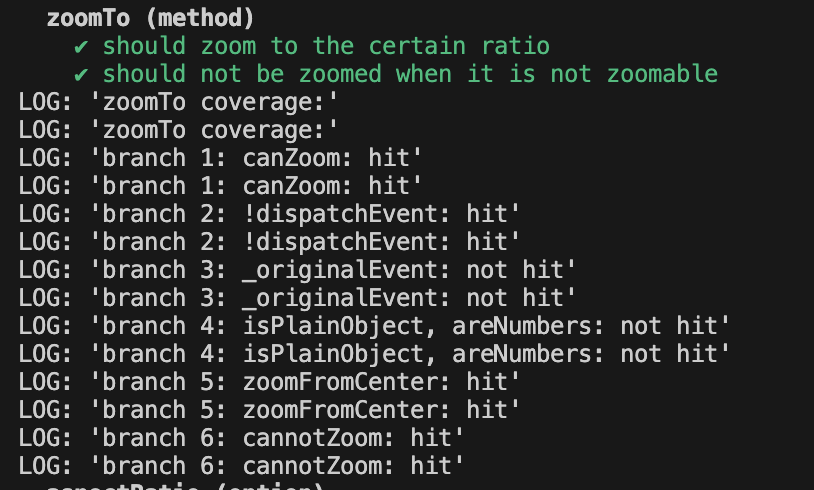 zoomTo (method)
✔ should zoom to the certain ratio
✔ should not be zoomed when it is not zoomable
LOG: 'zoomTo coverage:'
LOG: 'zoomTo coverage:'
LOG: 'branch 1: canZoom: hit'
LOG: 'branch 1: canZoom: hit'
LOG: 'branch 2: !dispatchEvent: hit'
LOG: 'branch 2: !dispatchEvent: hit'
LOG: 'branch 3: _originalEvent: not hit'
LOG: 'branch 3: _originalEvent: not hit'
LOG: 'branch 4: isPlainObject, areNumbers: not hit'
LOG: 'branch 4: isPlainObject, areNumbers: not hit'
LOG: 'branch 5: zoomFromCenter: hit'
LOG: 'branch 5: zoomFromCenter: hit'
LOG: 'branch 6: cannotZoom: hit'
LOG: 'branch 6: cannotZoom: hit'
aspectRatio (option)